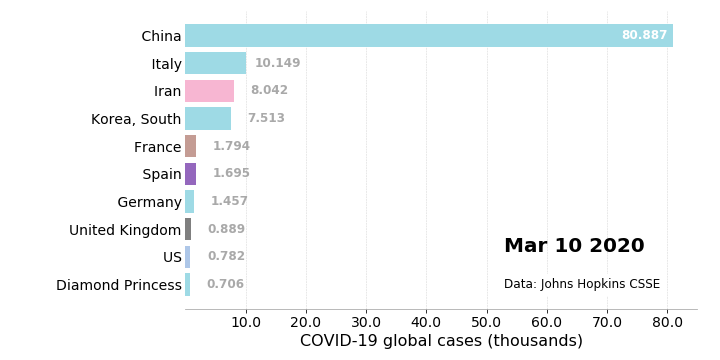 China 80.887
Italy 10.149
Iran 8.042
Korea, South 7.513
France 1.794
Spain 1.695
Germany 1.457
United Kingdom 0.889
US 0.782
Diamond Princess 0.706
Mar 10 2020
Data: Johns Hopkins CSSE
10.0 20.0 30.0 40.0 50.0 60.0 70.0 80.0
COVID-19 global cases (thousands)